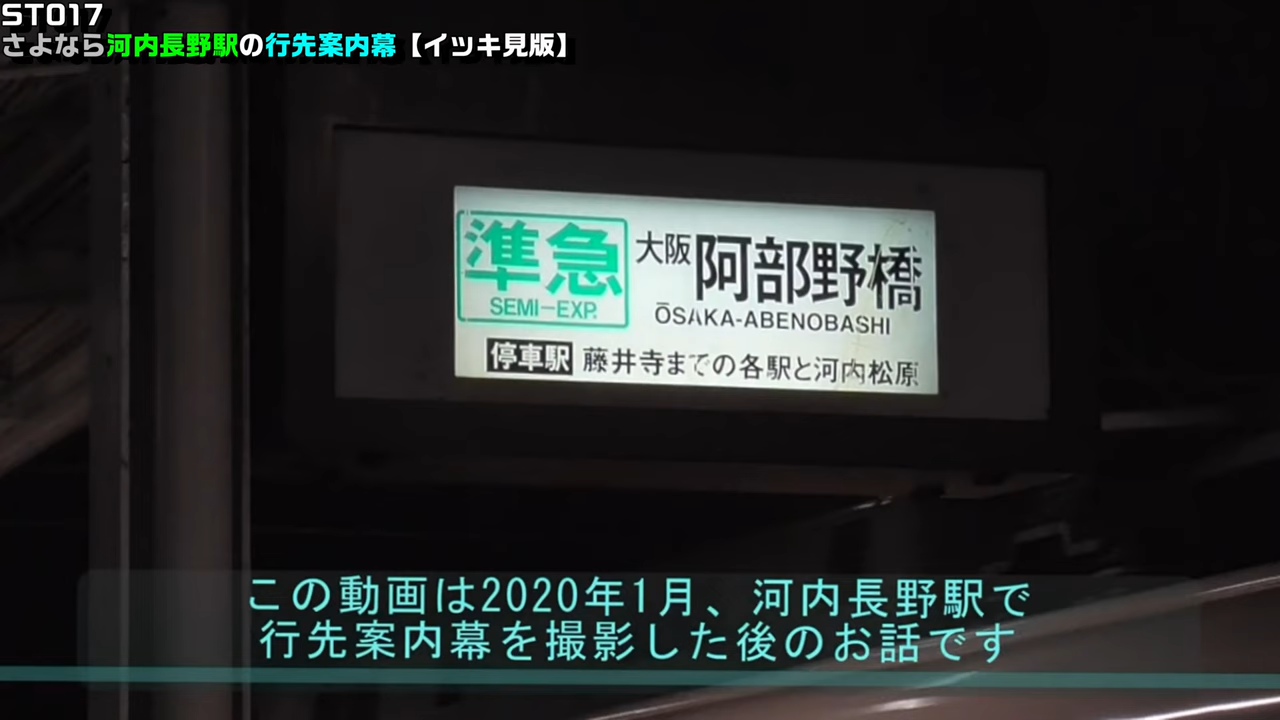 ST017
さよなら河内長野駅の行先案内幕【イッキ見版】
準急 大阪阿部野橋
SEMI-EXP. ŌSAKA-ABENOBASHI
停車駅 藤井寺までの各駅と河内松原
この動画は2020年1月、河内長野駅で
行先案内幕を撮影した後のお話です